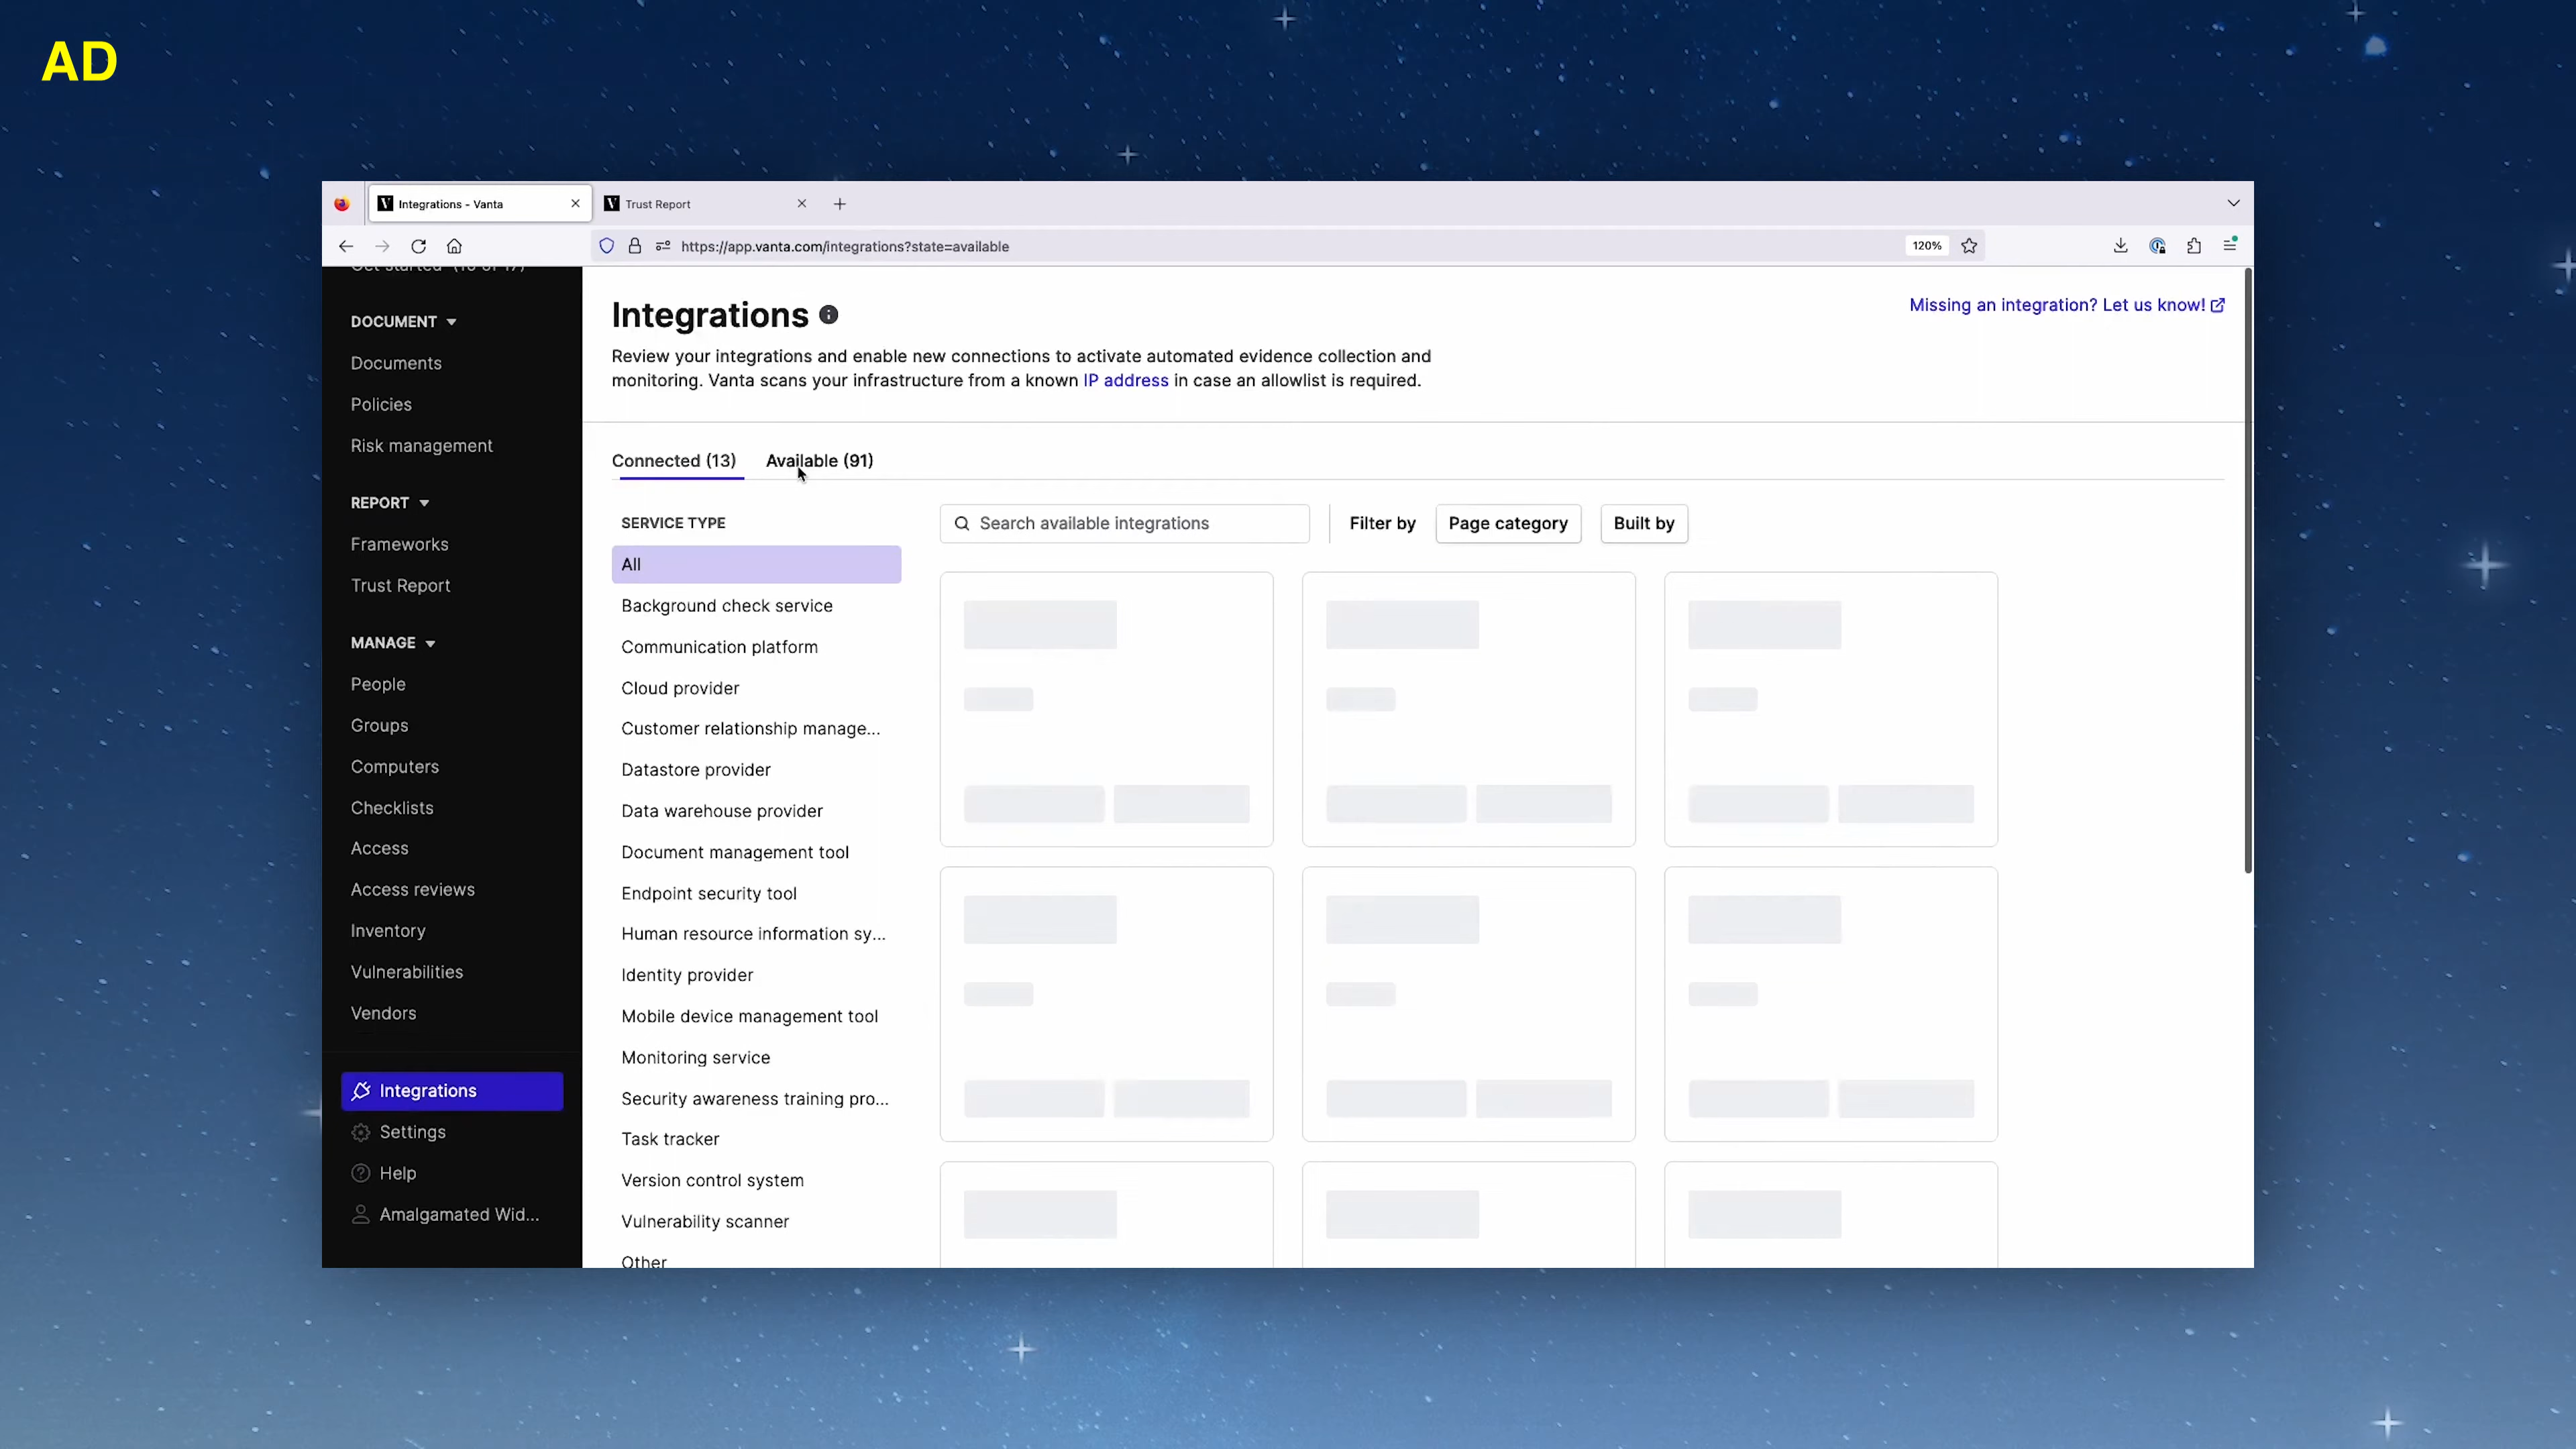 AD
Integrations - Vanta
Trust Report
https://app.vanta.com/integrations?state=available
120%
DOCUMENT
Documents
Policies
Risk management
REPORT
Frameworks
Trust Report
MANAGE
People
Groups
Computers
Checklists
Access
Access reviews
Inventory
Vulnerabilities
Vendors
Integrations
Settings
Help
Amalgamated Wid...
Integrations
Missing an integration? Let us know!
Review your integrations and enable new connections to activate automated evidence collection and
monitoring. Vanta scans your infrastructure from a known IP address in case an allowlist is required.
Connected (13)
Available (91)
SERVICE TYPE
All
Background check service
Communication platform
Cloud provider
Customer relationship manage...
Datastore provider
Data warehouse provider
Document management tool
Endpoint security tool
Human resource information sy...
Identity provider
Mobile device management tool
Monitoring service
Security awareness training pro...
Task tracker
Version control system
Vulnerability scanner
Other
Search available integrations
Filter by
Page category
Built by